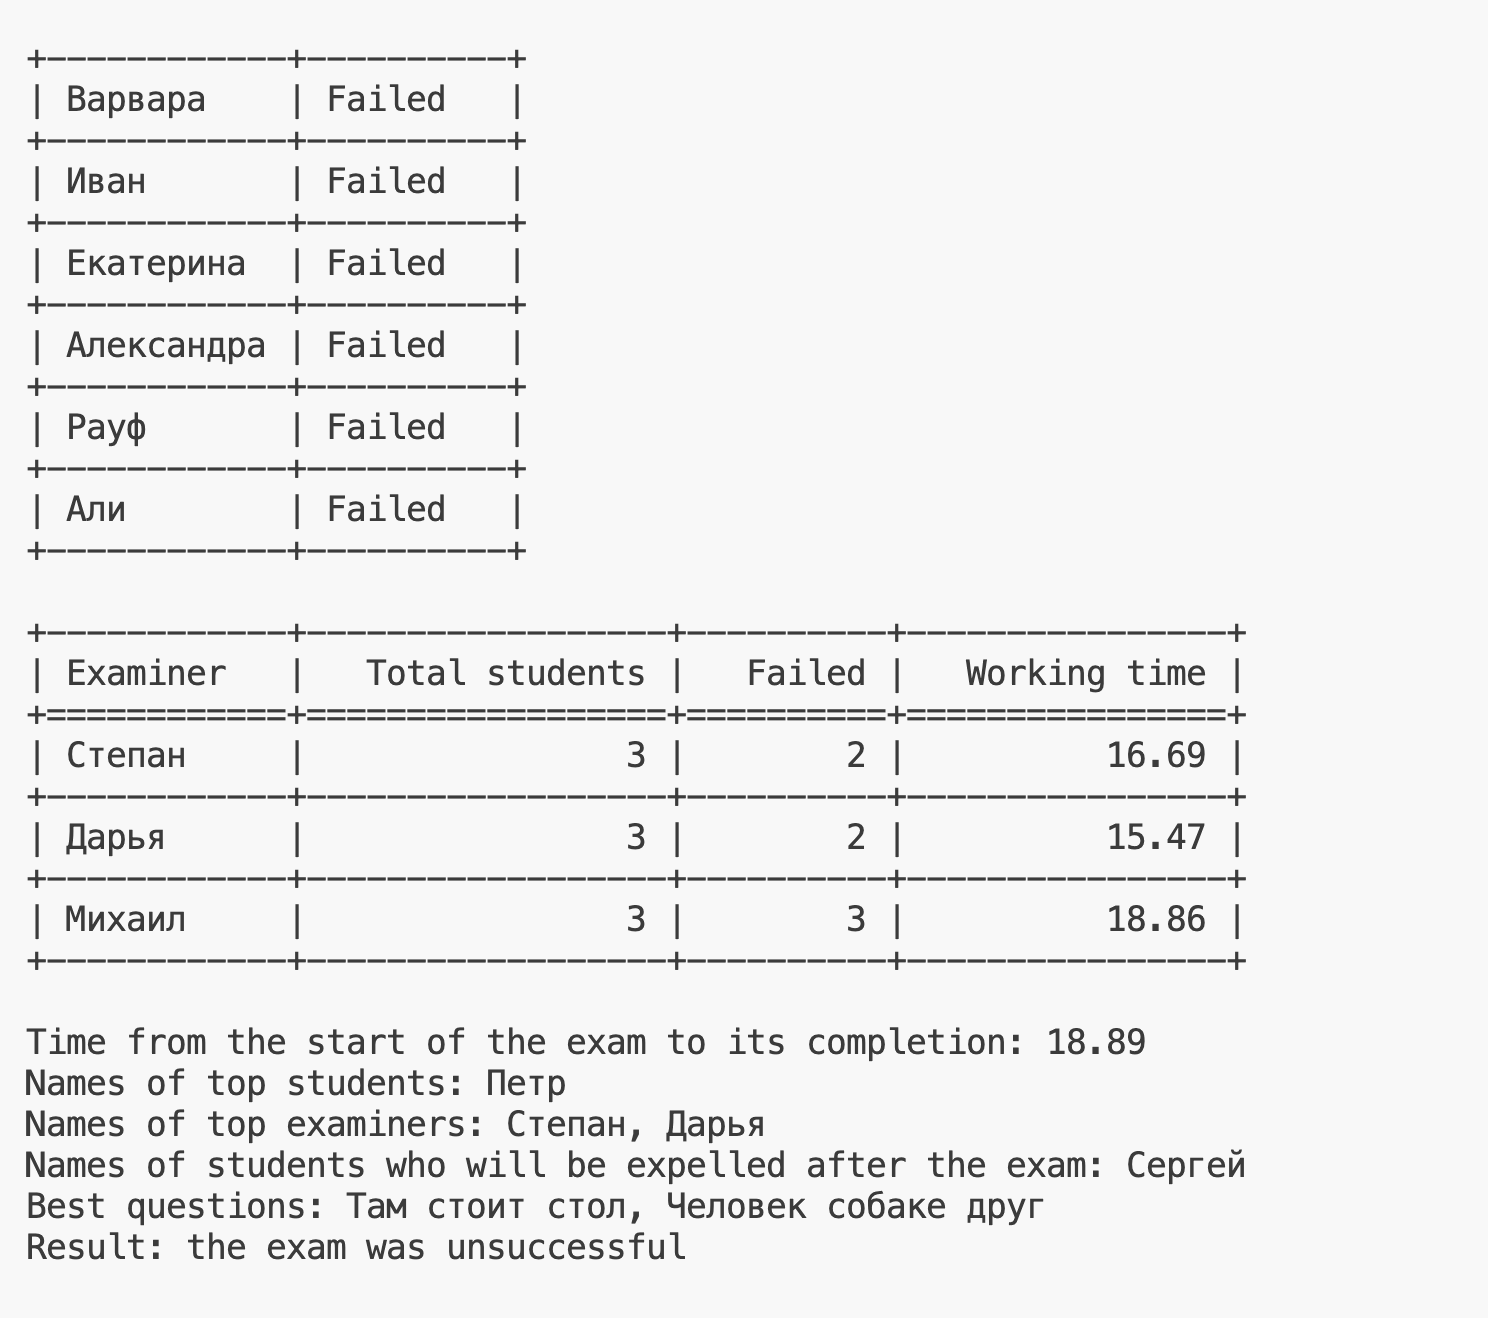 +------------+----------+
| Варвара    | Failed   |
+------------+----------+
| Иван       | Failed   |
+------------+----------+
| Екатерина  | Failed   |
+------------+----------+
| Александра | Failed   |
+------------+----------+
| Рауф       | Failed   |
+------------+----------+
| Али        | Failed   |
+------------+----------+

+------------+------------------+----------+----------------+
| Examiner   |   Total students |   Failed |   Working time |
+============+==================+==========+================+
| Степан     |                3 |        2 |          16.69 |
+------------+------------------+----------+----------------+
| Дарья      |                3 |        2 |          15.47 |
+------------+------------------+----------+----------------+
| Михаил     |                3 |        3 |          18.86 |
+------------+------------------+----------+----------------+

Time from the start of the exam to its completion: 18.89
Names of top students: Петр
Names of top examiners: Степан, Дарья
Names of students who will be expelled after the exam: Сергей
Best questions: Там стоит стол, Человек собаке друг
Result: the exam was unsuccessful